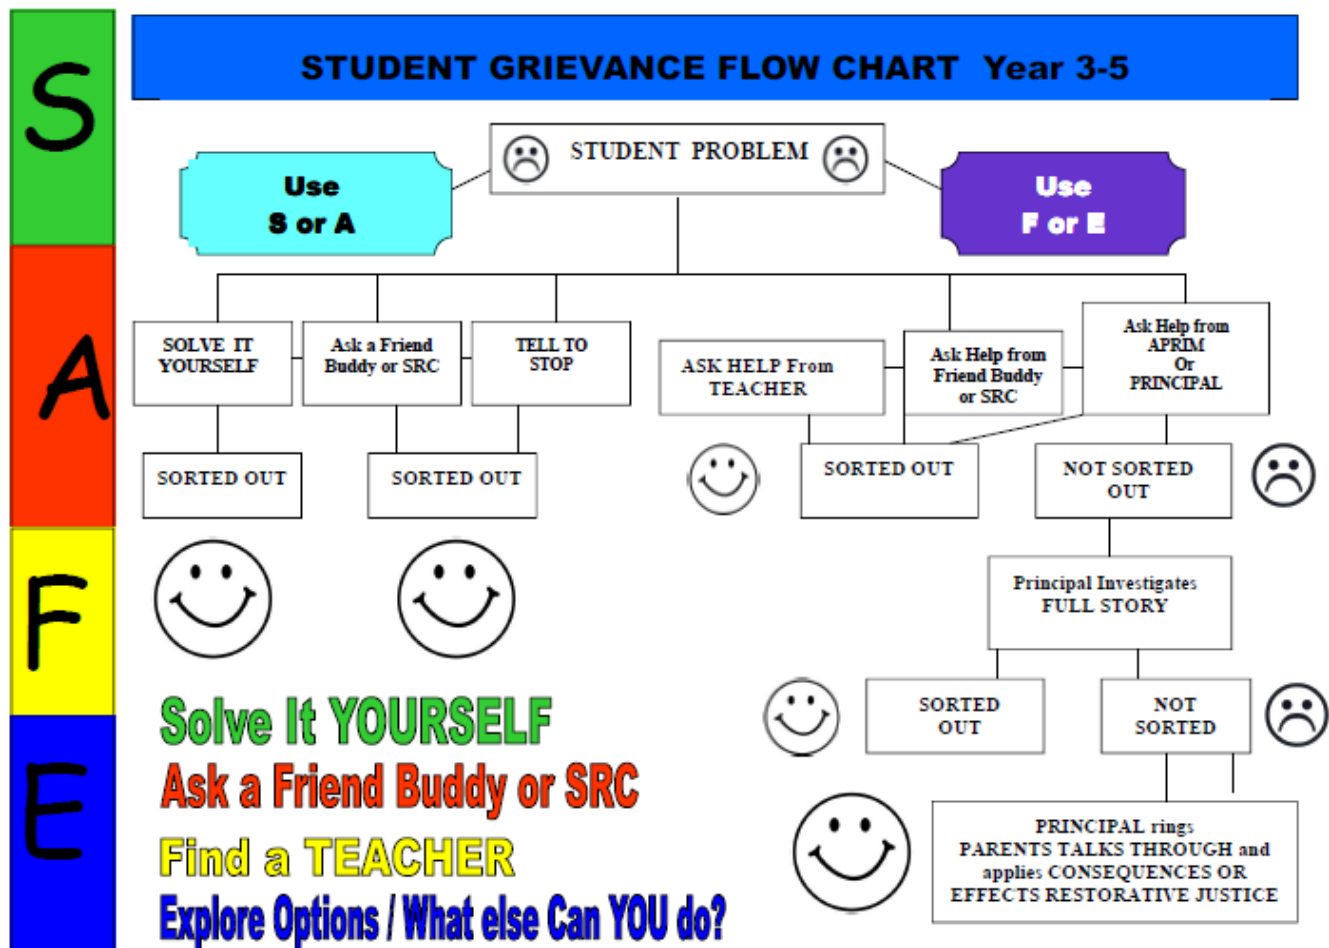 S
A
F
E
STUDENT GRIEVANCE FLOW CHART Year 3-5
STUDENT PROBLEM
Use
S or A
Use
F or E
SOLVE IT
YOURSELF
Ask a Friend
Buddy or SRC
TELL TO
STOP
ASK HELP From
TEACHER
Ask Help from
Friend Buddy
or SRC
Ask Help from
APRIM
Or
PRINCIPAL
SORTED OUT
SORTED OUT
SORTED OUT
NOT SORTED
OUT
Principal Investigates
FULL STORY
SORTED
OUT
NOT
SORTED
PRINCIPAL rings
PARENTS TALKS THROUGH and
applies CONSEQUENCES OR
EFFECTS RESTORATIVE JUSTICE
Solve It YOURSELF
Ask a Friend Buddy or SRC
Find a TEACHER
Explore Options / What else Can YOU do?